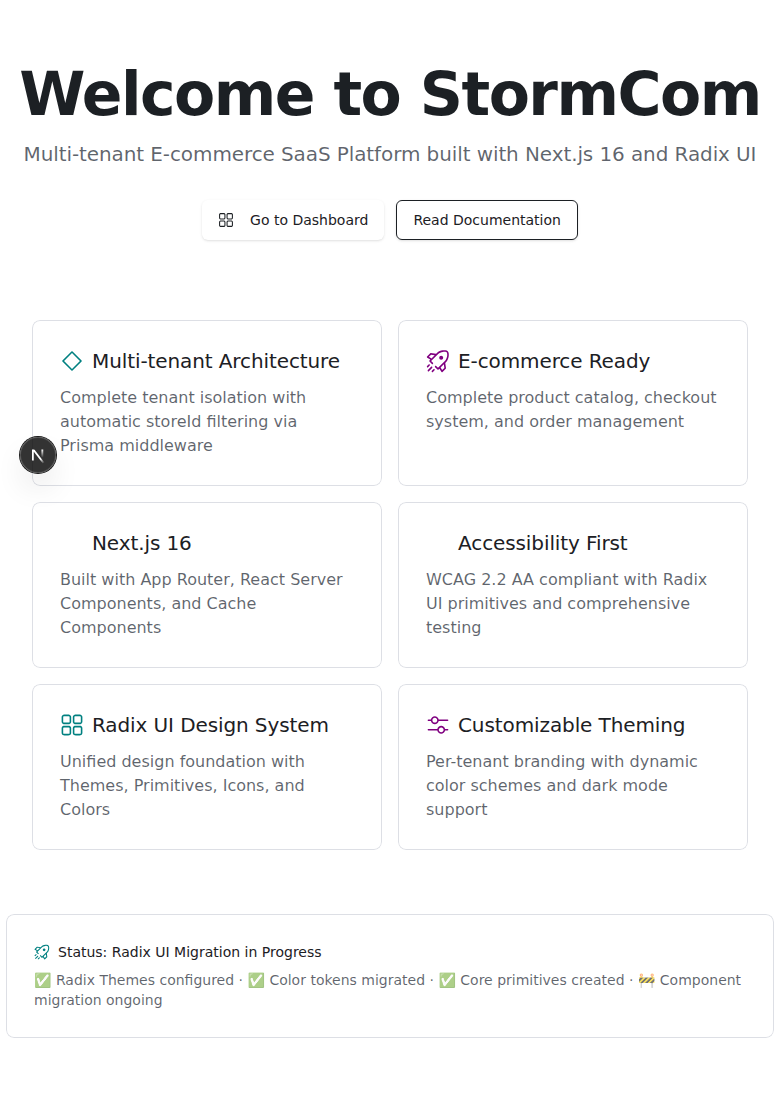 Welcome to StormCom
Multi-tenant E-commerce SaaS Platform built with Next.js 16 and Radix UI
Go to Dashboard
Read Documentation
Multi-tenant Architecture
Complete tenant isolation with
automatic storeId filtering via
Prisma middleware
E-commerce Ready
Complete product catalog, checkout
system, and order management
N
Next.js 16
Built with App Router, React Server
Components, and Cache
Components
Accessibility First
WCAG 2.2 AA compliant with Radix
UI primitives and comprehensive
testing
Radix UI Design System
Unified design foundation with
Themes, Primitives, Icons, and
Colors
Customizable Theming
Per-tenant branding with dynamic
color schemes and dark mode
support
Status: Radix UI Migration in Progress
✅ Radix Themes configured · ✅ Color tokens migrated · ✅ Core primitives created · 🚧 Component
migration ongoing